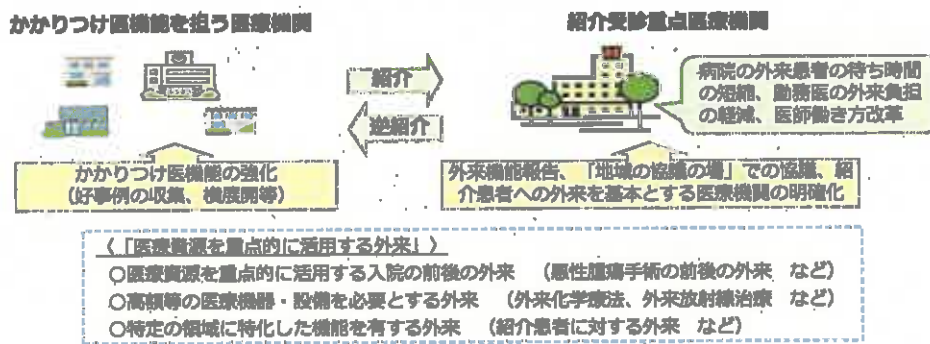 かかりつけ医機能を担う医療機関
紹介受診重点医療機関
紹介
逆紹介
病院の外来患者の待ち時間
の短縮、勤務医の外来負担
の軽減、医師働き方改革
かかりつけ医機能の強化
(好事例の収集、横展開等)
外来機能報告、「地域の協議の場」での協議、紹
介患者への外来を基本とする医療機関の明確化
〈「医療資源を重点的に活用する外来」〉
○医療資源を重点的に活用する入院の前後の外来 (悪性腫瘍手術の前後の外来 など)
○高額等の医療機器・設備を必要とする外来 (外来化学療法、外来放射線治療 など)
○特定の領域に特化した機能を有する外来 (紹介患者に対する外来 など)